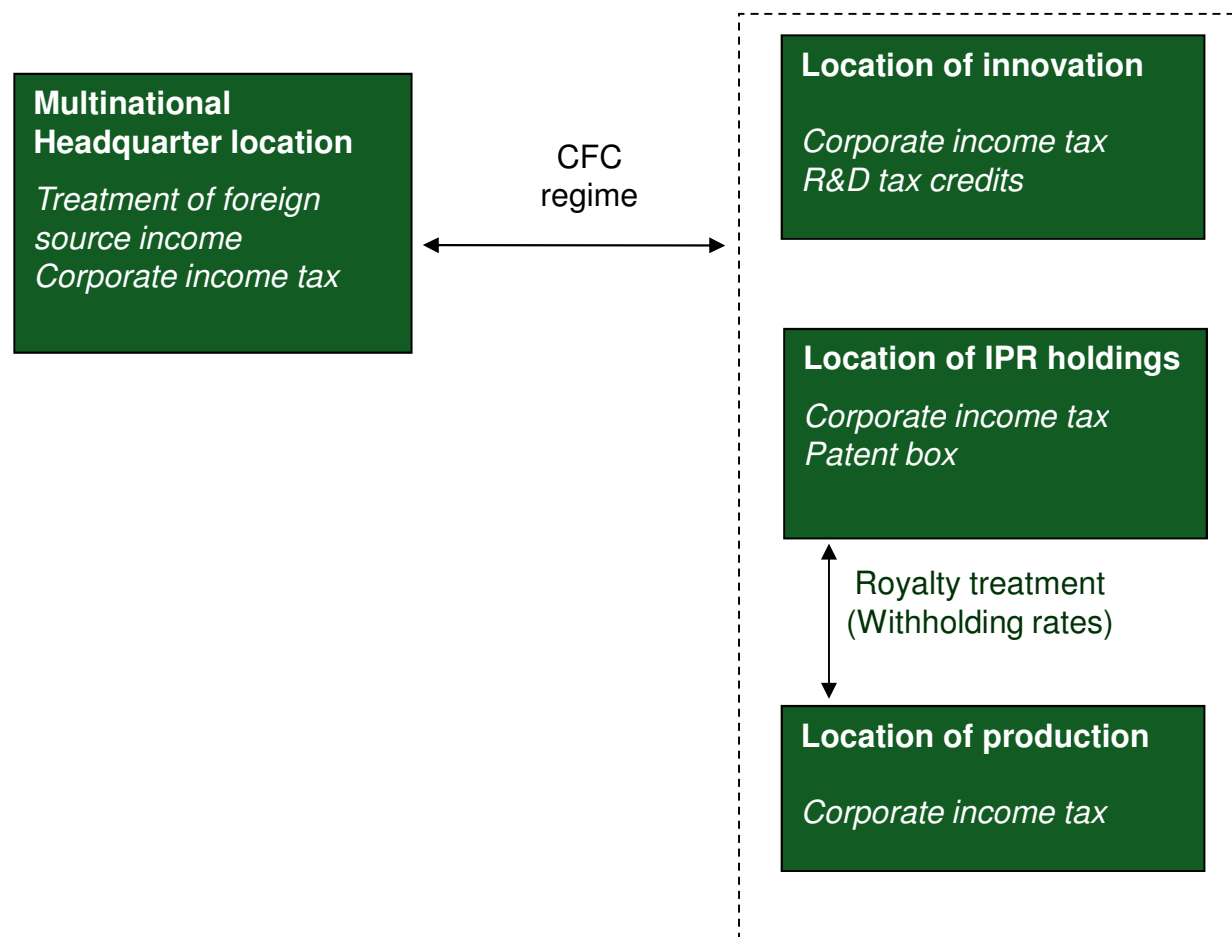 Multinational
Headquarter location
Treatment of foreign
source income
Corporate income tax
CFC
regime
Location of innovation
Corporate income tax
R&D tax credits
Location of IPR holdings
Corporate income tax
Patent box
Royalty treatment
(Withholding rates)
Location of production
Corporate income tax